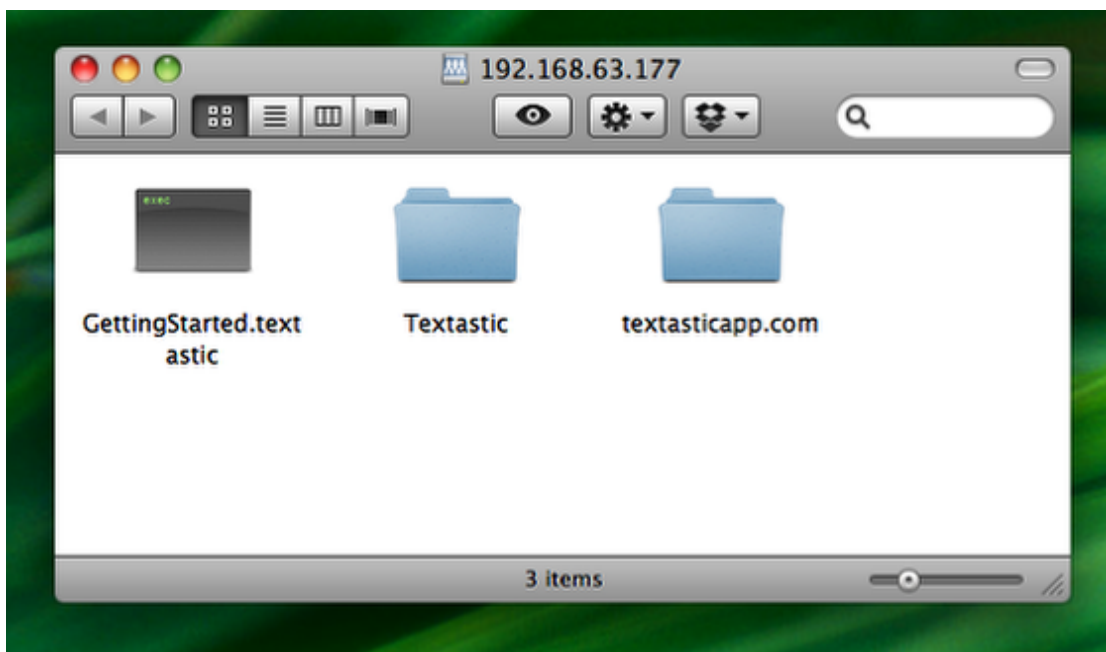 192.168.63.177
exec
GettingStarted.text
astic
Textastic
textasticapp.com
3 items